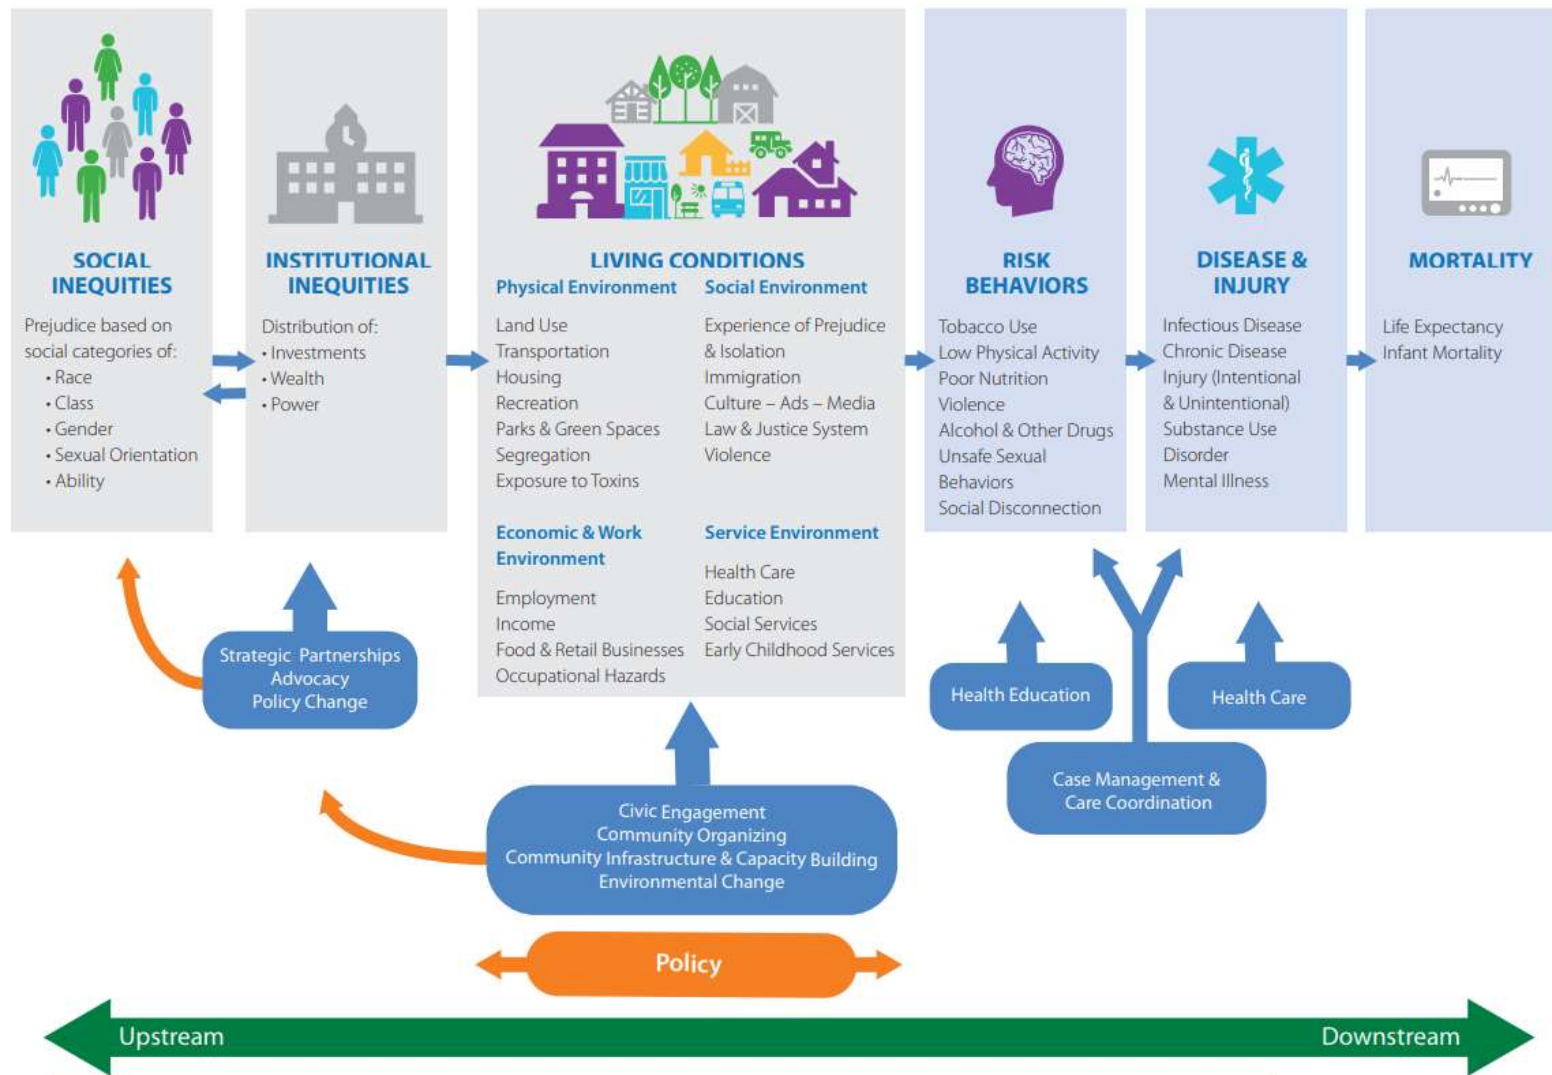 SOCIAL
INEQUITIES
Prejudice based on
social categories of:
• Race
• Class
• Gender
• Sexual Orientation
• Ability
INSTITUTIONAL
INEQUITIES
Distribution of:
• Investments
• Wealth
• Power
LIVING CONDITIONS
Physical Environment
Land Use
Transportation
Housing
Recreation
Parks & Green Spaces
Segregation
Exposure to Toxins
Social Environment
Experience of Prejudice
& Isolation
Immigration
Culture – Ads – Media
Law & Justice System
Violence
Economic & Work
Environment
Employment
Income
Food & Retail Businesses
Occupational Hazards
Service Environment
Health Care
Education
Social Services
Early Childhood Services
RISK
BEHAVIORS
Tobacco Use
Low Physical Activity
Poor Nutrition
Violence
Alcohol & Other Drugs
Unsafe Sexual
Behaviors
Social Disconnection
DISEASE &
INJURY
Infectious Disease
Chronic Disease
Injury (Intentional
& Unintentional)
Substance Use
Disorder
Mental Illness
MORTALITY
Life Expectancy
Infant Mortality
Strategic Partnerships
Advocacy
Policy Change
Civic Engagement
Community Organizing
Community Infrastructure & Capacity Building
Environmental Change
Health Education
Health Care
Case Management &
Care Coordination
Policy
Upstream
Downstream